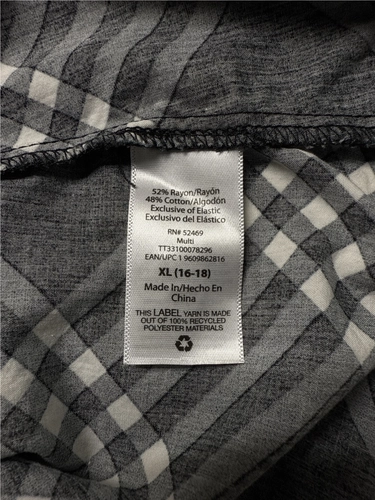 52% Rayon/Rayón
48% Cotton/Algodón
Exclusive of Elastic
Exclusivo del Elástico
RN# 52469
Multi
TT33100078296
EAN/UPC 1 9609862816
XL (16-18)
Made In/Hecho En
China
THIS LABEL YARN IS MADE
OUT OF 100% RECYCLED
POLYESTER MATERIALS